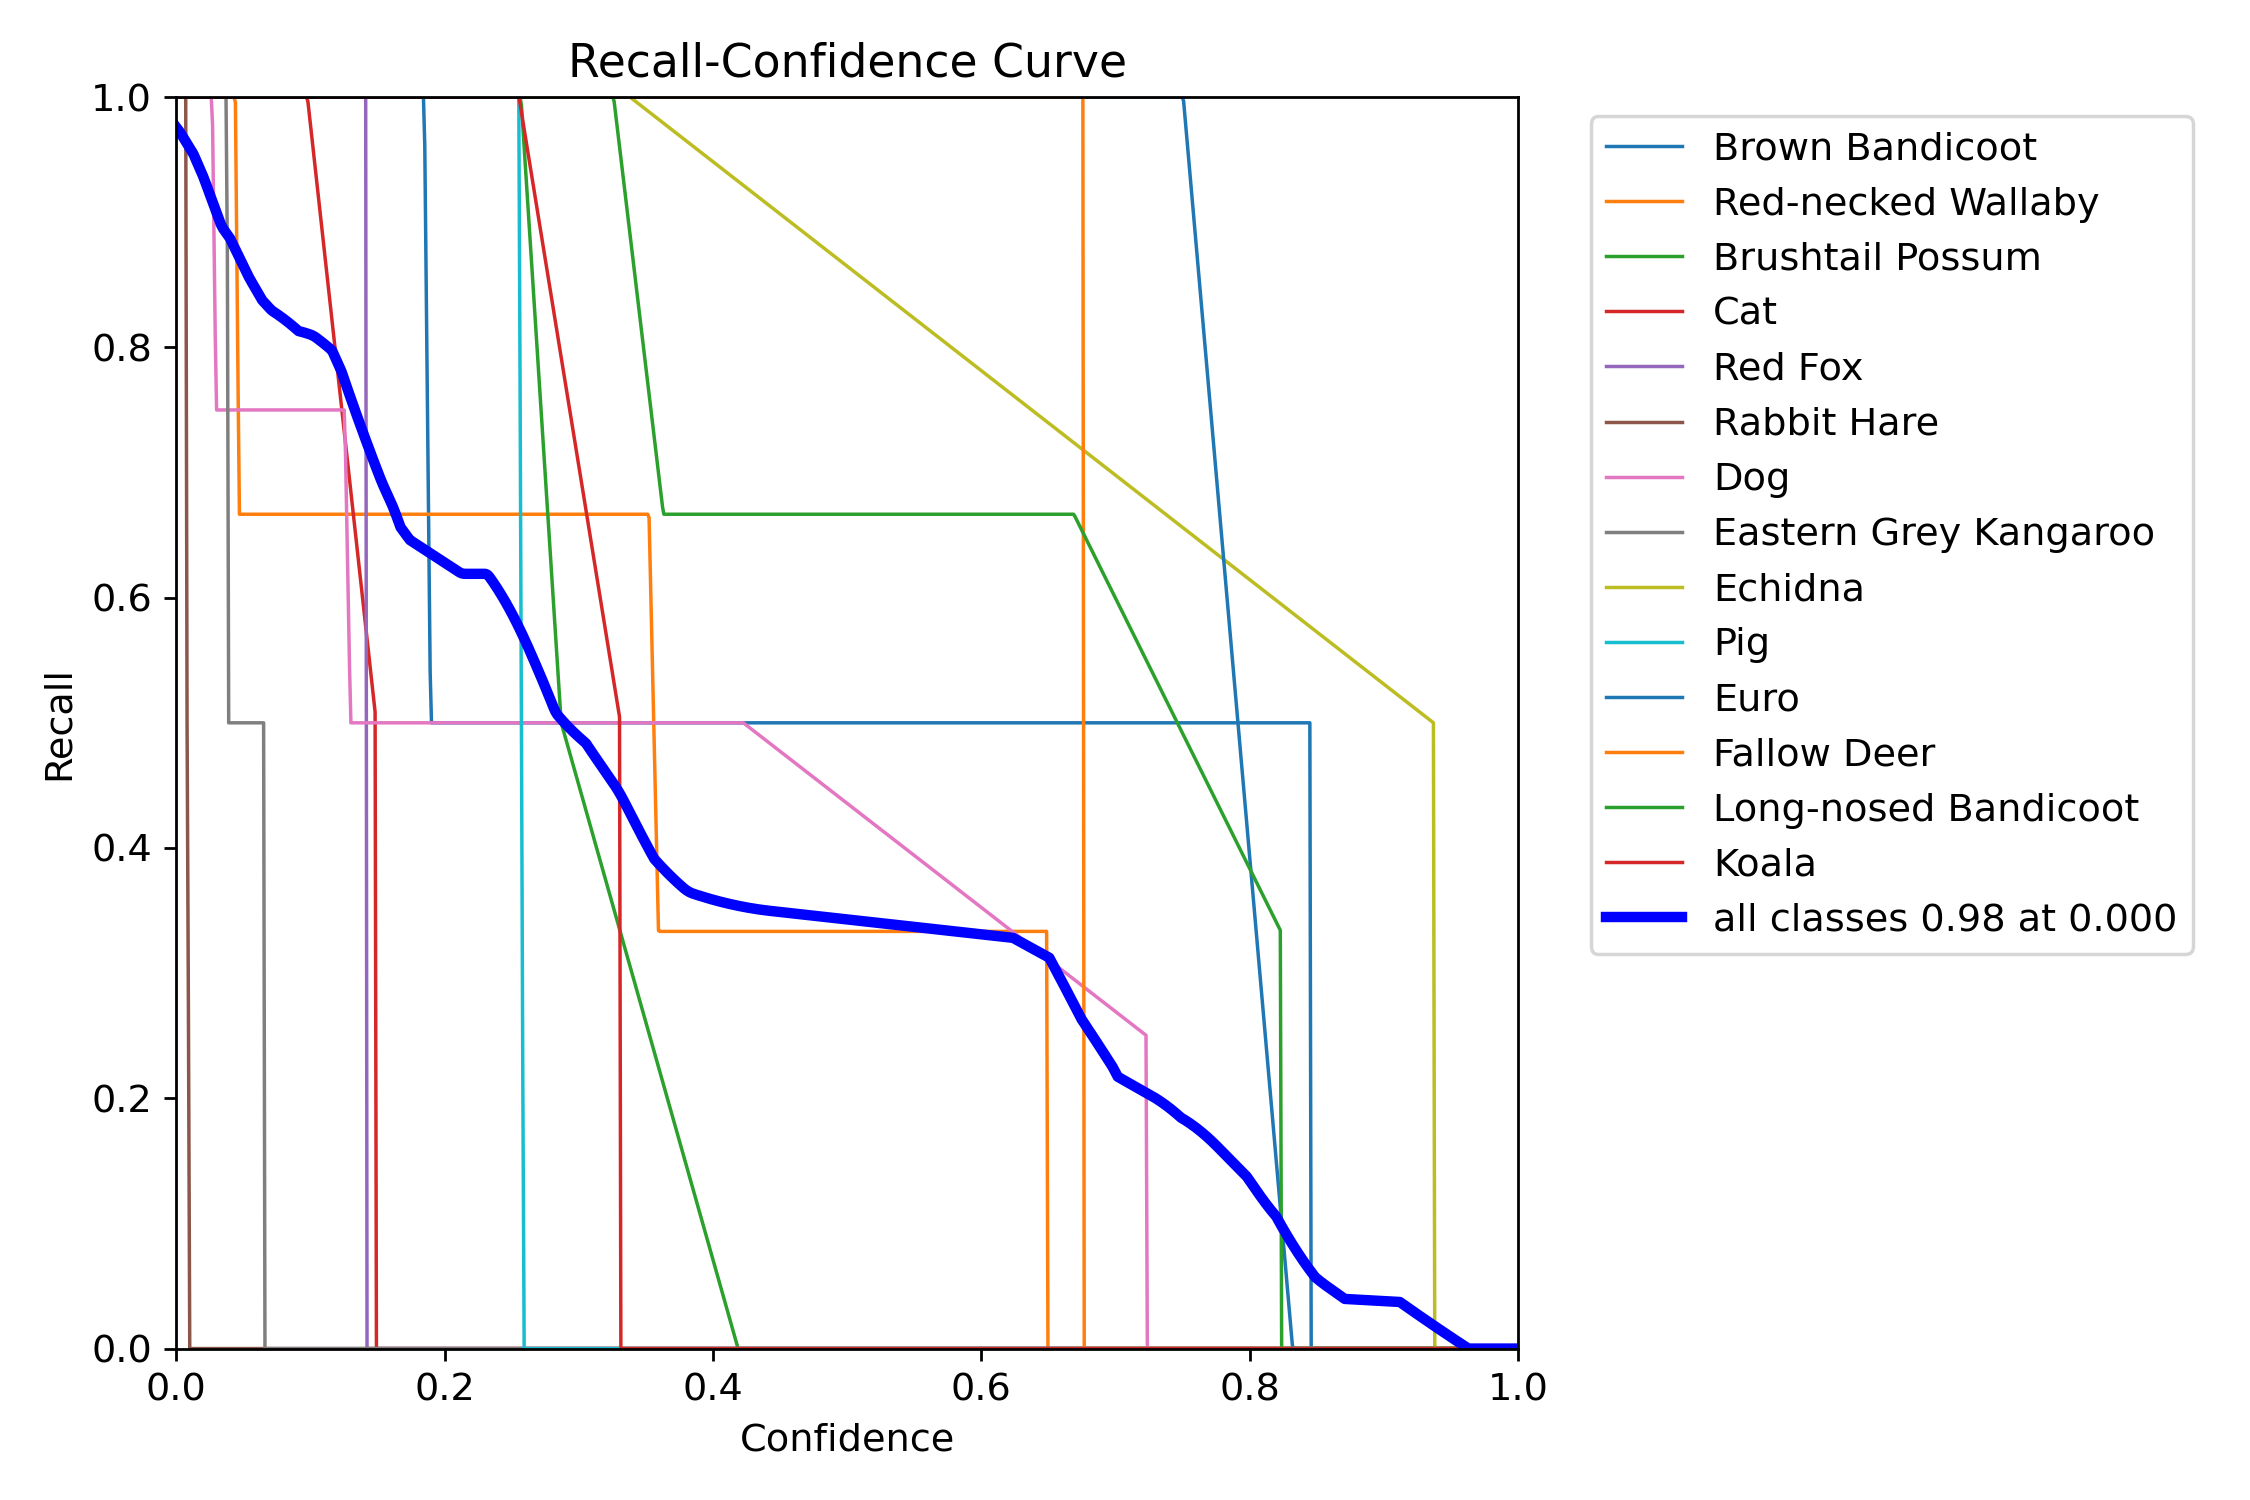 Recall-Confidence Curve
1.0
0.8
0.6
0.4
0.2
0.0
Recall
0.0 0.2 0.4 0.6 0.8 1.0
Confidence
Brown Bandicoot
Red-necked Wallaby
Brushtail Possum
Cat
Red Fox
Rabbit Hare
Dog
Eastern Grey Kangaroo
Echidna
Pig
Euro
Fallow Deer
Long-nosed Bandicoot
Koala
all classes 0.98 at 0.000